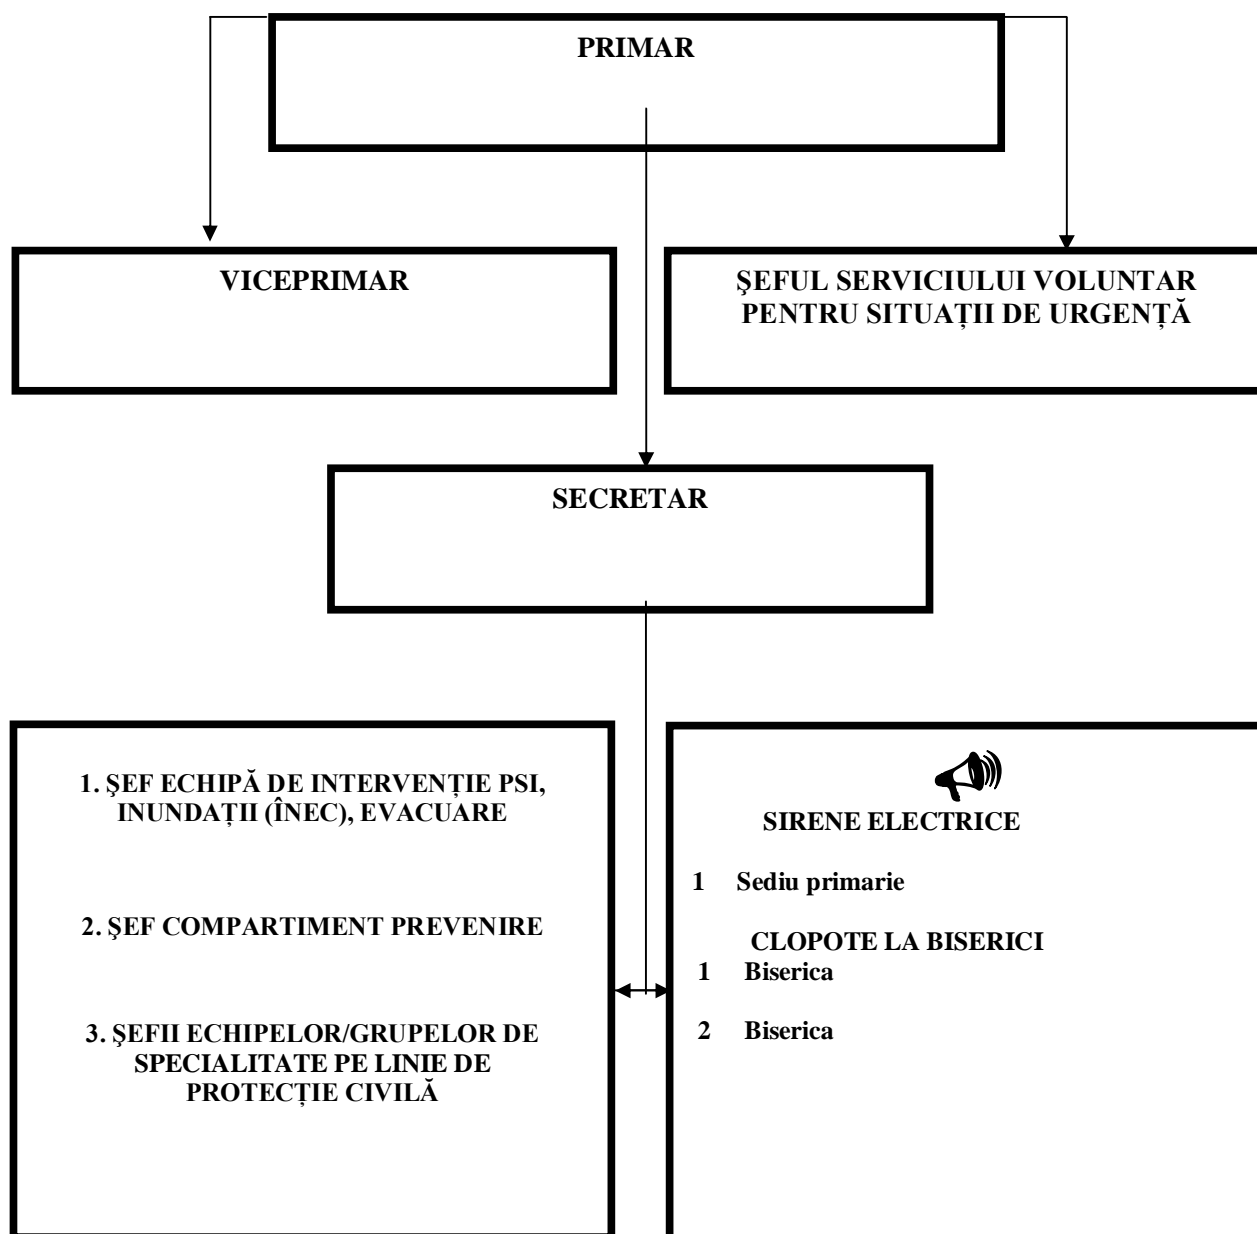 PRIMAR
VICEPRIMAR
ŞEFUL SERVICIULUI VOLUNTAR
PENTRU SITUAȚII DE URGENȚĂ
SECRETAR
1. ŞEF ECHIPĂ DE INTERVENȚIE PSI,
INUNDAȚII (ÎNEC), EVACUARE
2. ŞEF COMPARTIMENT PREVENIRE
3. ŞEFII ECHIPELOR/GRUPELOR DE
SPECIALITATE PE LINIE DE
PROTECȚIE CIVILĂ
SIRENE ELECTRICE
1 Sediu primarie
CLOPOTE LA BISERICI
1 Biserica
2 Biserica